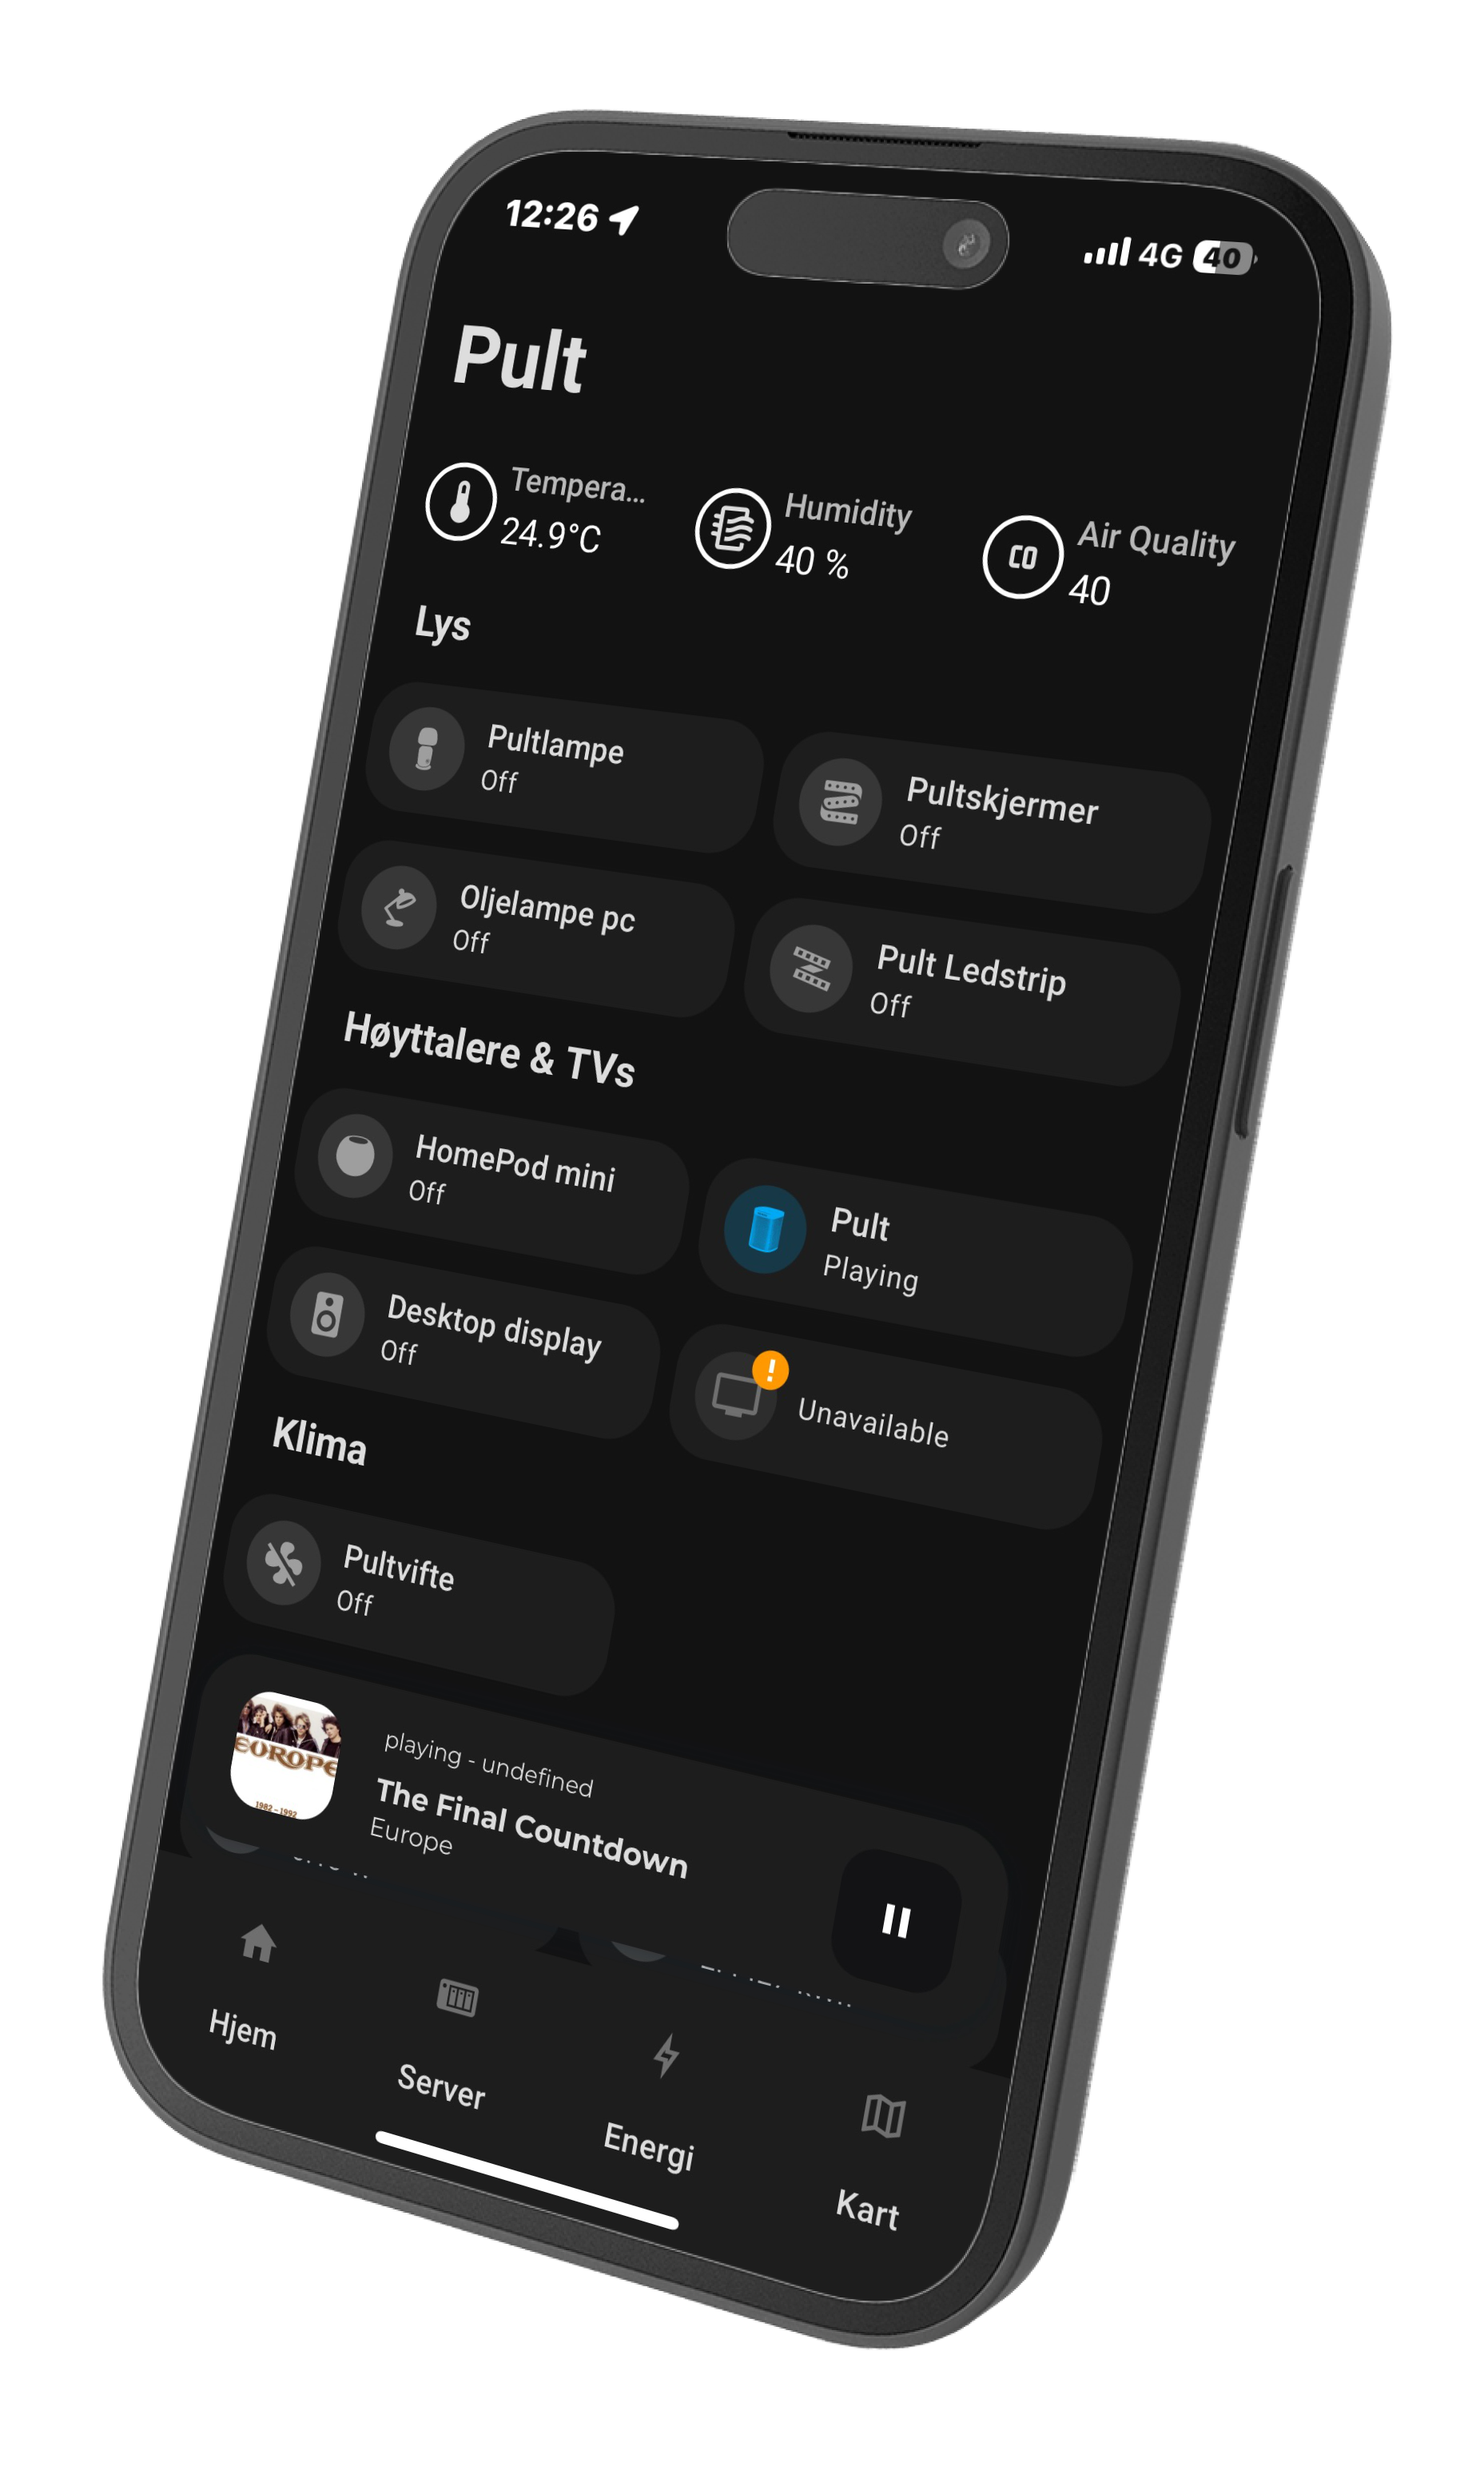 12:26
4G 40
Pult
Tempera...
24.9°C
Humidity
40 %
CO
Air Quality
40
Lys
Pultlampe
Off
Pultskjermer
Off
Oljelampe pc
Off
Pult Ledstrip
Off
Høyttalere & TVs
HomePod mini
Off
Pult
Playing
Desktop display
Off
!
Unavailable
Klima
Pultvifte
Off
EUROPE
1982 – 1992
playing - undefined
The Final Countdown
Europe
Hjem
Server
Energi
Kart